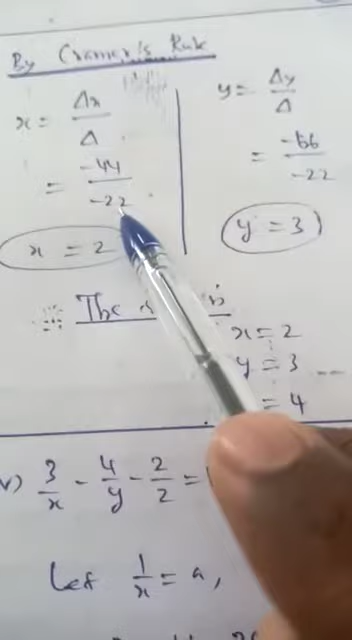 By Cramer's Rule
x = Δx/Δ
= -44/-22
x = 2
y = Δy/Δ
= -66/-22
y = 3
The
x = 2
y = 3
= 4
v) 3/x - 4/y - 2/2 =
Let 1/x = a,